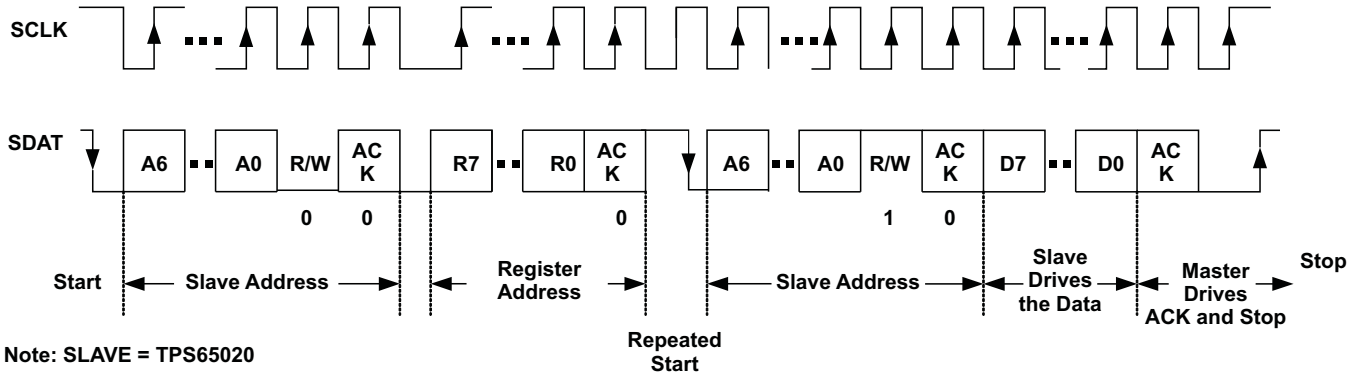 SCLK
SDAT
A6 A0 R/W AC K R7 R0 AC K A6 A0 R/W AC K D7 D0 AC K
0 0 0 1 0
Start
Slave Address
Register
Address
Repeated
Start
Slave Address
Slave
Drives
the Data
Master
Drives
ACK and Stop
Stop
Note: SLAVE = TPS65020